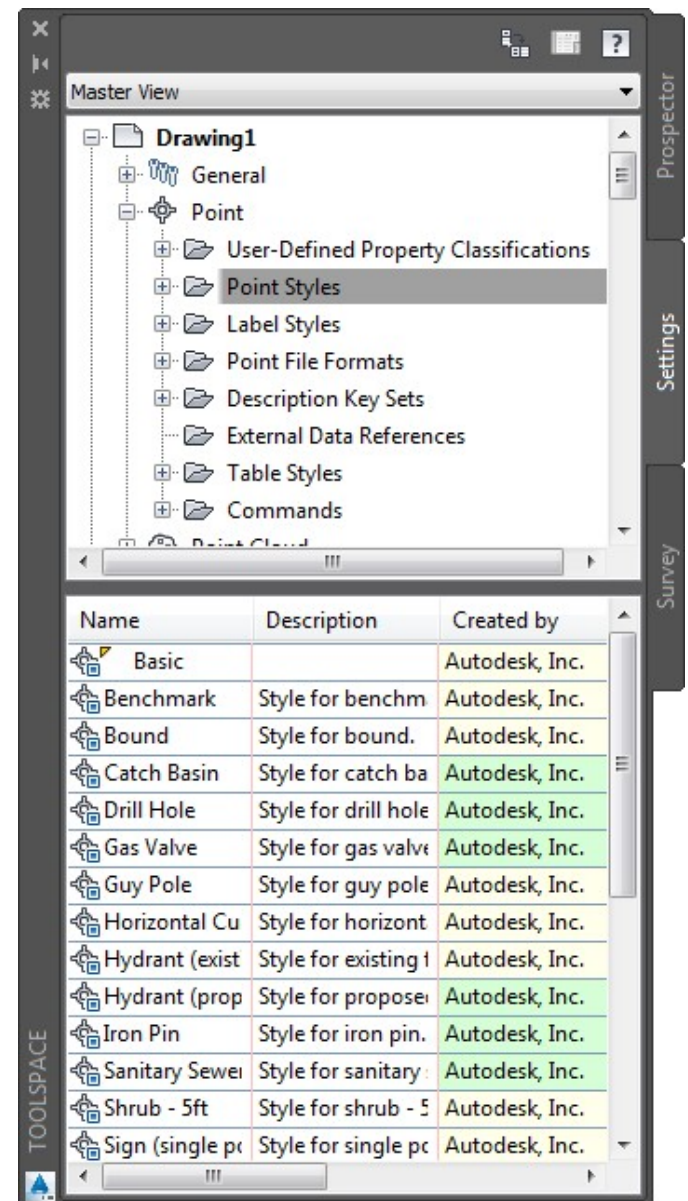 Master View
Drawing1
General
Point
User-Defined Property Classifications
Point Styles
Label Styles
Point File Formats
Description Key Sets
External Data References
Table Styles
Commands
Point Cloud
Name Description Created by
Basic Autodesk, Inc.
Benchmark Style for benchm Autodesk, Inc.
Bound Style for bound. Autodesk, Inc.
Catch Basin Style for catch ba Autodesk, Inc.
Drill Hole Style for drill hole Autodesk, Inc.
Gas Valve Style for gas valve Autodesk, Inc.
Guy Pole Style for guy pole Autodesk, Inc.
Horizontal Cu Style for horizont Autodesk, Inc.
Hydrant (exist Style for existing f Autodesk, Inc.
Hydrant (prop Style for propose Autodesk, Inc.
Iron Pin Style for iron pin. Autodesk, Inc.
Sanitary Sewer Style for sanitary Autodesk, Inc.
Shrub - 5ft Style for shrub - 5 Autodesk, Inc.
Sign (single po Style for single po Autodesk, Inc.
Prospector
Settings
Survey
TOOLSPACE